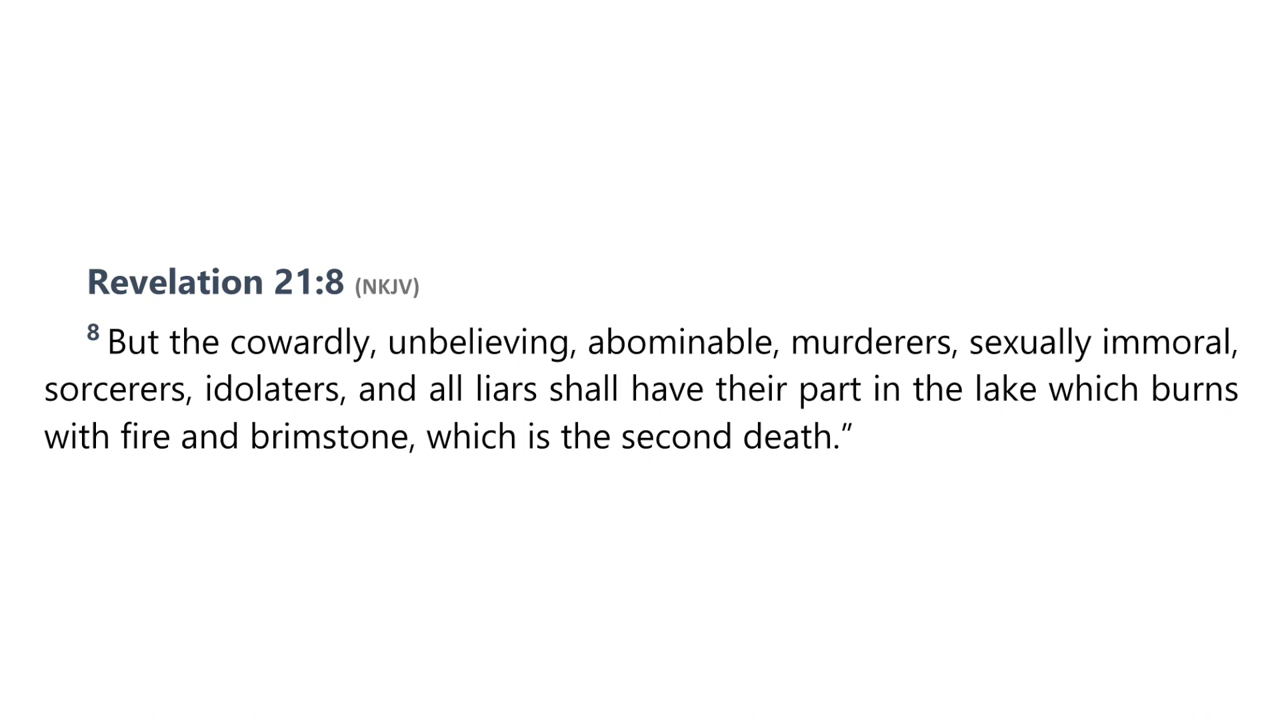 Revelation 21:8 (NKJV)
8 But the cowardly, unbelieving, abominable, murderers, sexually immoral,
sorcerers, idolaters, and all liars shall have their part in the lake which burns
with fire and brimstone, which is the second death.”